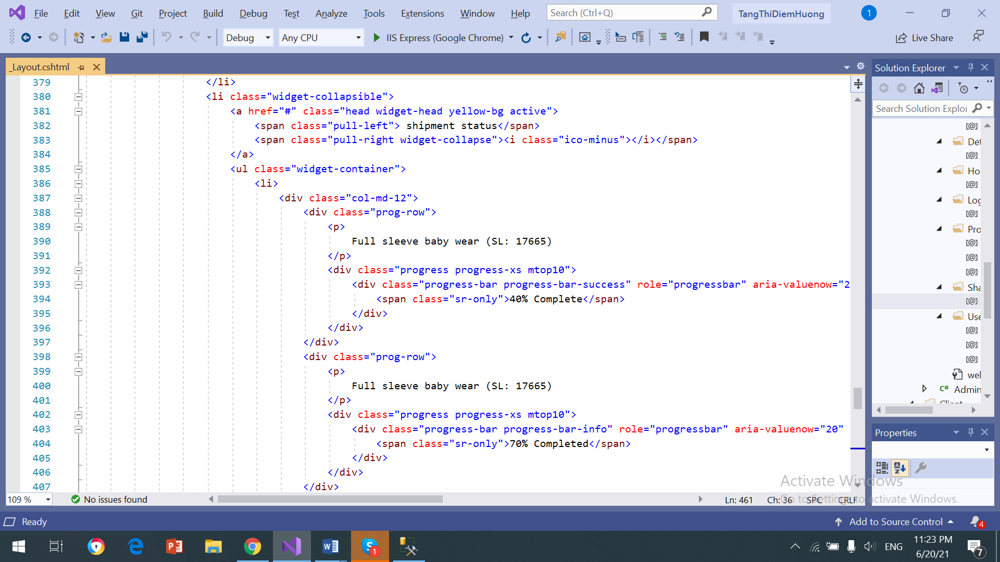 File Edit View Git Project Build Debug Test Analyze Tools Extensions Window Help Search (Ctrl+Q) TangThiDiemHuong 1
Debug Any CPU IIS Express (Google Chrome) Live Share
_Layout.cshtml
379 </li>
380 <li class="widget-collapsible">
381 <a href="#" class="head widget-head yellow-bg active">
382 <span class="pull-left"> shipment status</span>
383 <span class="pull-right widget-collapse"><i class="ico-minus"></i></span>
384 </a>
385 <ul class="widget-container">
386 <li>
387 <div class="col-md-12">
388 <div class="prog-row">
389 <p>
390 Full sleeve baby wear (SL: 17665)
391 </p>
392 <div class="progress progress-xs mtop10">
393 <div class="progress-bar progress-bar-success" role="progressbar" aria-valuenow="2
394 <span class="sr-only">40% Complete</span>
395 </div>
396 </div>
397 </div>
398 <div class="prog-row">
399 <p>
400 Full sleeve baby wear (SL: 17665)
401 </p>
402 <div class="progress progress-xs mtop10">
403 <div class="progress-bar progress-bar-info" role="progressbar" aria-valuenow="20"
404 <span class="sr-only">70% Completed</span>
405 </div>
406 </div>
407 </div>
109 % No issues found Ln: 461 Ch: 36 SPC CRLF
Solution Explorer
Search Solution Explor
[@]
Det
[@]
Ho
[@]
Log
[@]
Pro
[@]
[@]
[@]
Sha
[@]
Use
[@]
[@]
[@]
wel
C# Admin
Client
Properties
Activate Windows
Go to Settings to activate Windows.
Ready Add to Source Control 4
1 ENG 11:23 PM
6/20/21 7